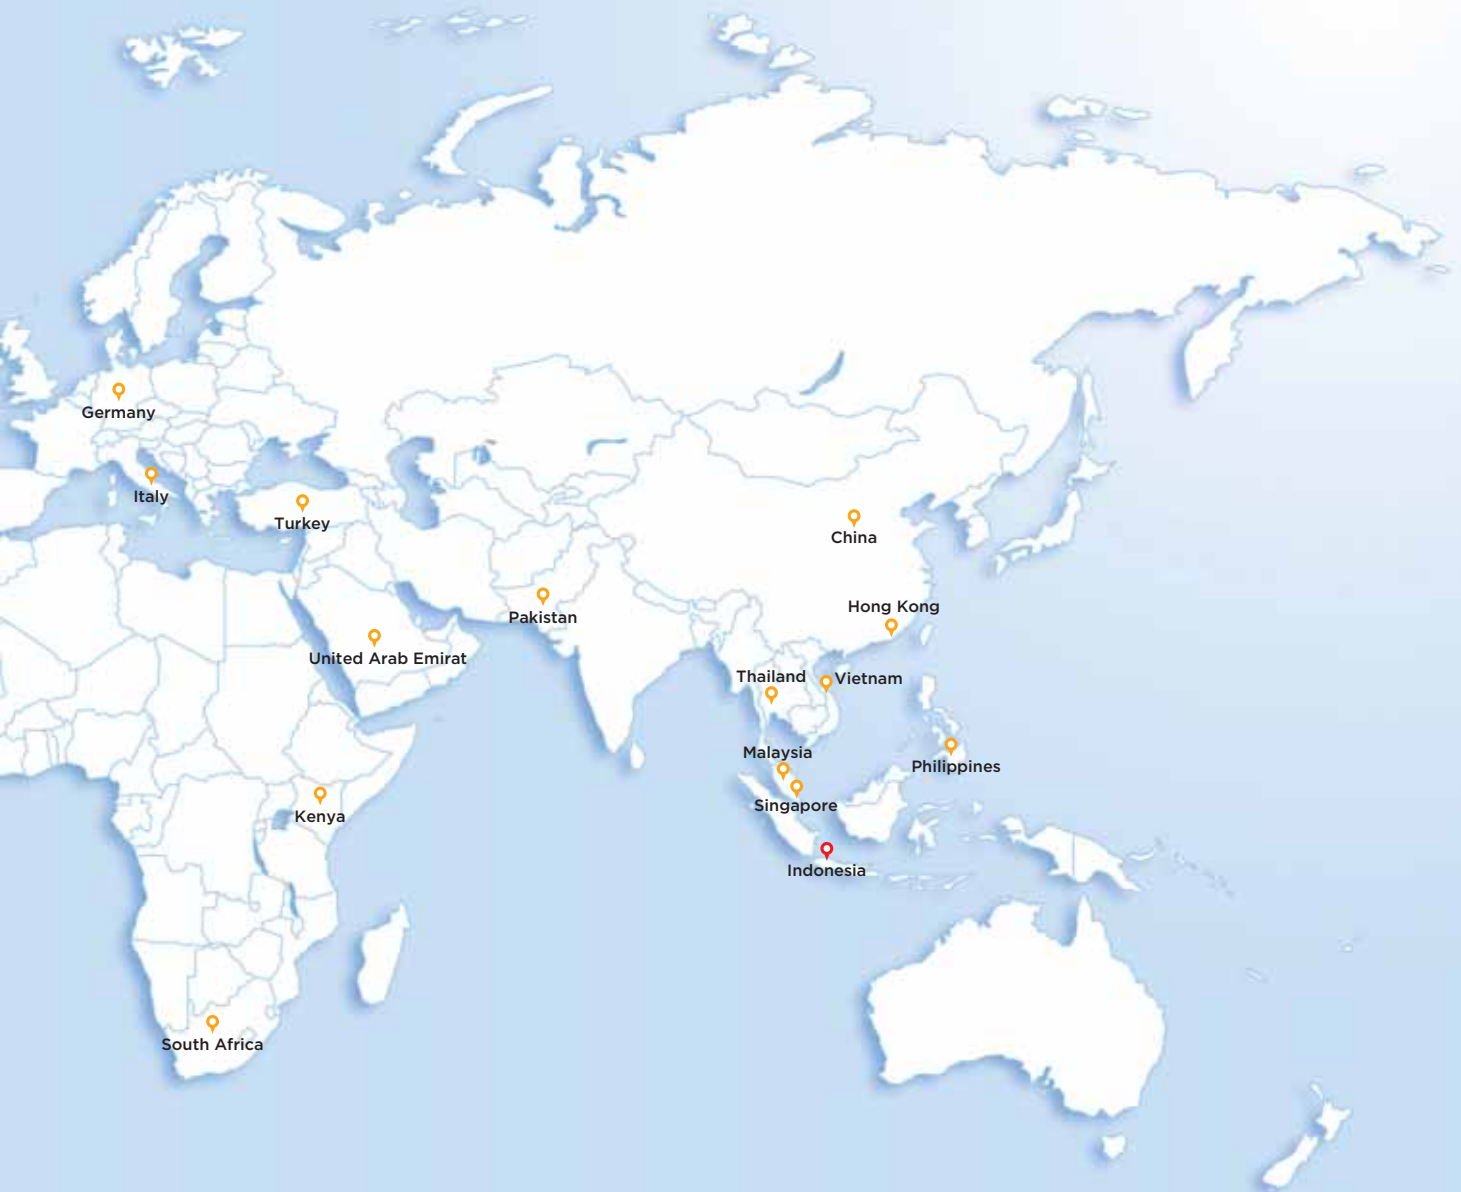 Germany
Italy
Turkey
China
Pakistan
Hong Kong
United Arab Emirat
Thailand
Vietnam
Malaysia
Philippines
Singapore
Kenya
Indonesia
South Africa